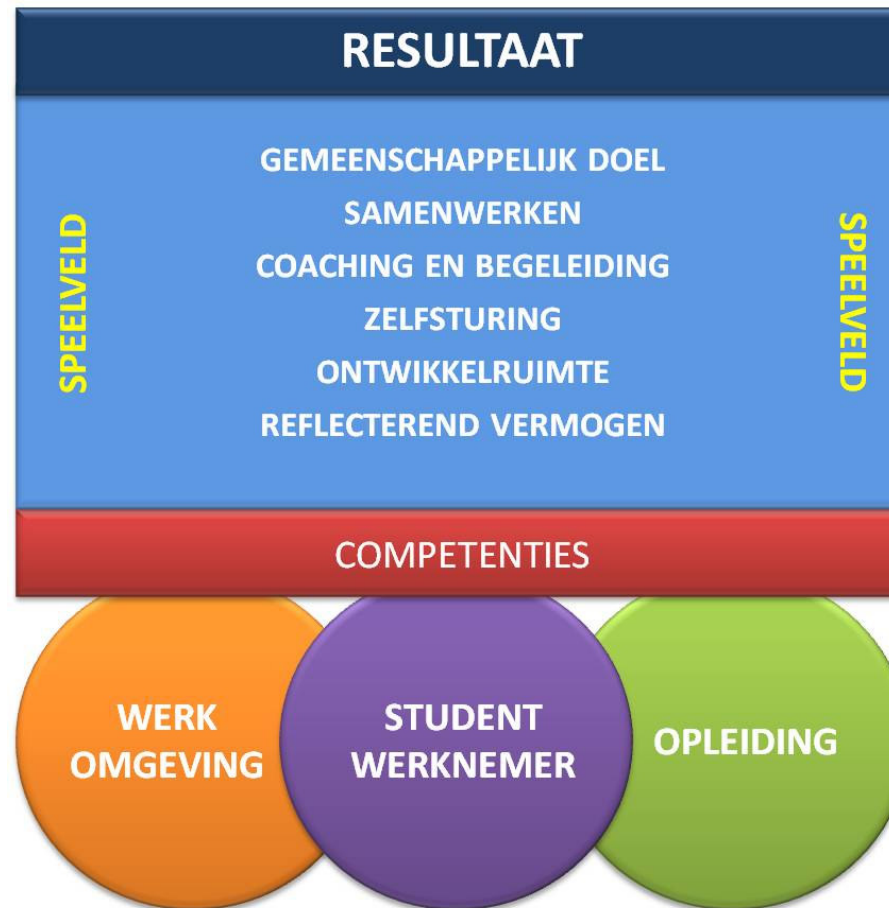 RESULTAAT
GEMEENSCHAPPELIJK DOEL
SAMENWERKEN
COACHING EN BEGELEIDING
ZELFSTURING
ONTWIKKELRUIMTE
REFLECTEREND VERMOGEN
SPEELVELD
SPEELVELD
COMPETENTIES
WERK
OMGEVING
STUDENT
WERKNEMER
OPLEIDING